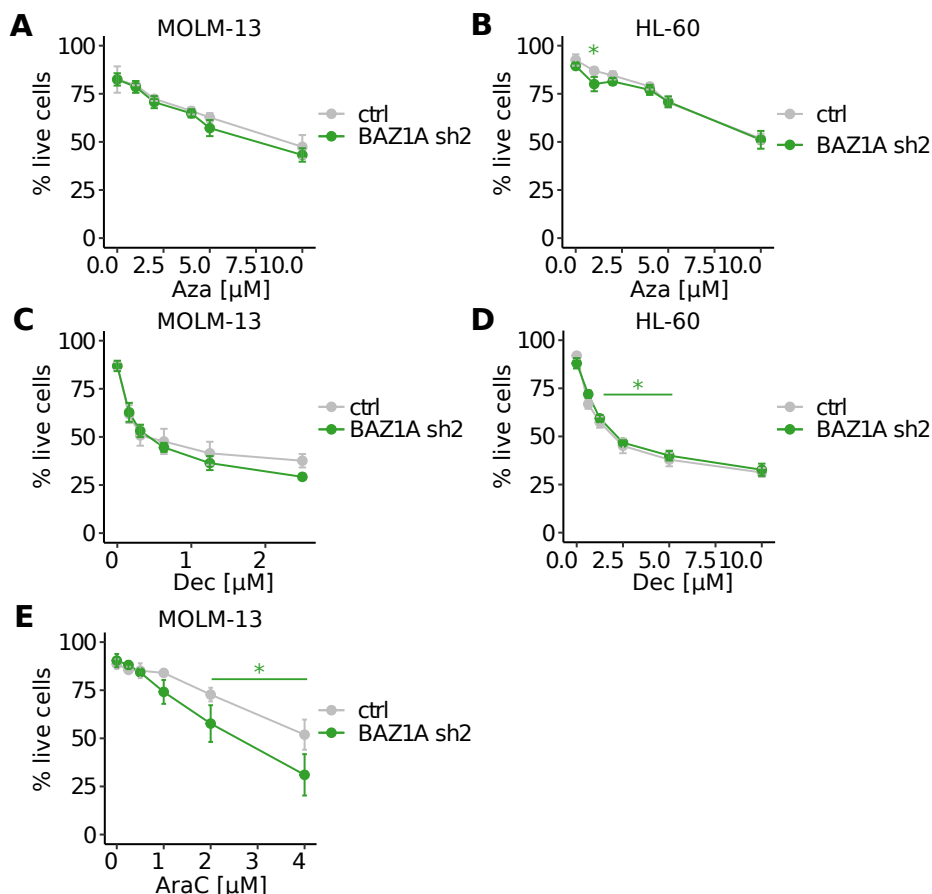 A
MOLM-13
% live cells
100
75
50
25
0
0.0 2.5 5.0 7.5 10.0
Aza [µM]
ctrl
BAZ1A sh2
B
HL-60
% live cells
100
75
50
25
0
*
0.0 2.5 5.0 7.5 10.0
Aza [µM]
ctrl
BAZ1A sh2
C
MOLM-13
% live cells
100
75
50
25
0
0 1 2
Dec [µM]
ctrl
BAZ1A sh2
D
HL-60
% live cells
100
75
50
25
0
*
0.0 2.5 5.0 7.5 10.0
Dec [µM]
ctrl
BAZ1A sh2
E
MOLM-13
% live cells
100
75
50
25
0
*
0 1 2 3 4
AraC [µM]
ctrl
BAZ1A sh2